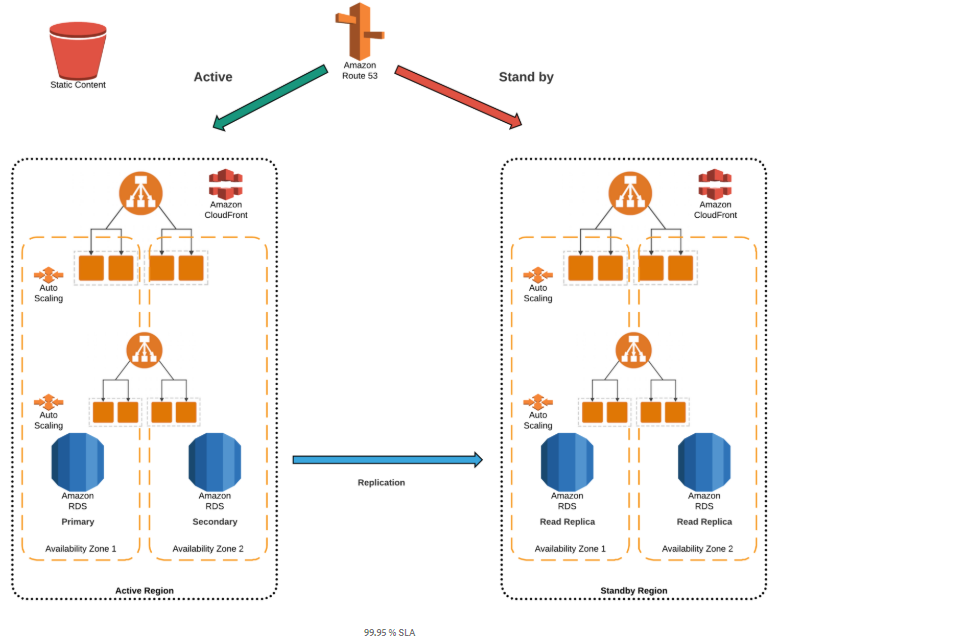 Amazon
Route 53
Static Content
Active
Stand by
Amazon
CloudFront
Auto
Scaling
Auto
Scaling
Amazon
RDS
Primary
Amazon
RDS
Secondary
Availability Zone 1
Availability Zone 2
Active Region
Replication
Amazon
CloudFront
Auto
Scaling
Auto
Scaling
Amazon
RDS
Read Replica
Amazon
RDS
Read Replica
Availability Zone 1
Availability Zone 2
Standby Region
99.95 % SLA